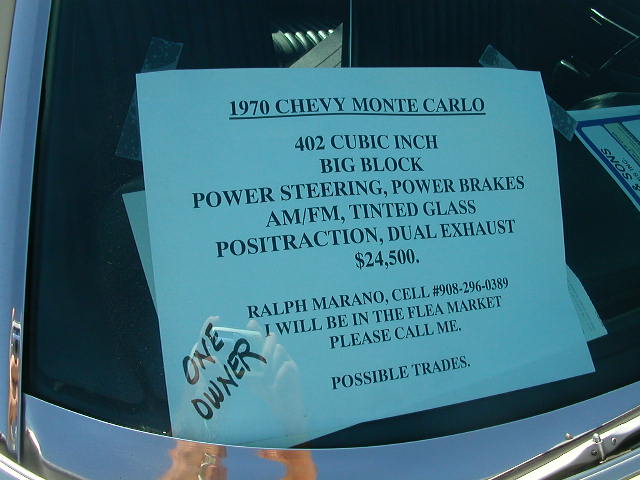 1970 CHEVY MONTE CARLO
402 CUBIC INCH
BIG BLOCK
POWER STEERING, POWER BRAKES
AM/FM, TINTED GLASS
POSITRACTION, DUAL EXHAUST
$24,500.
RALPH MARANO, CELL #908-296-0389
I WILL BE IN THE FLEA MARKET
PLEASE CALL ME.
POSSIBLE TRADES.
ONE
OWNER
SONS